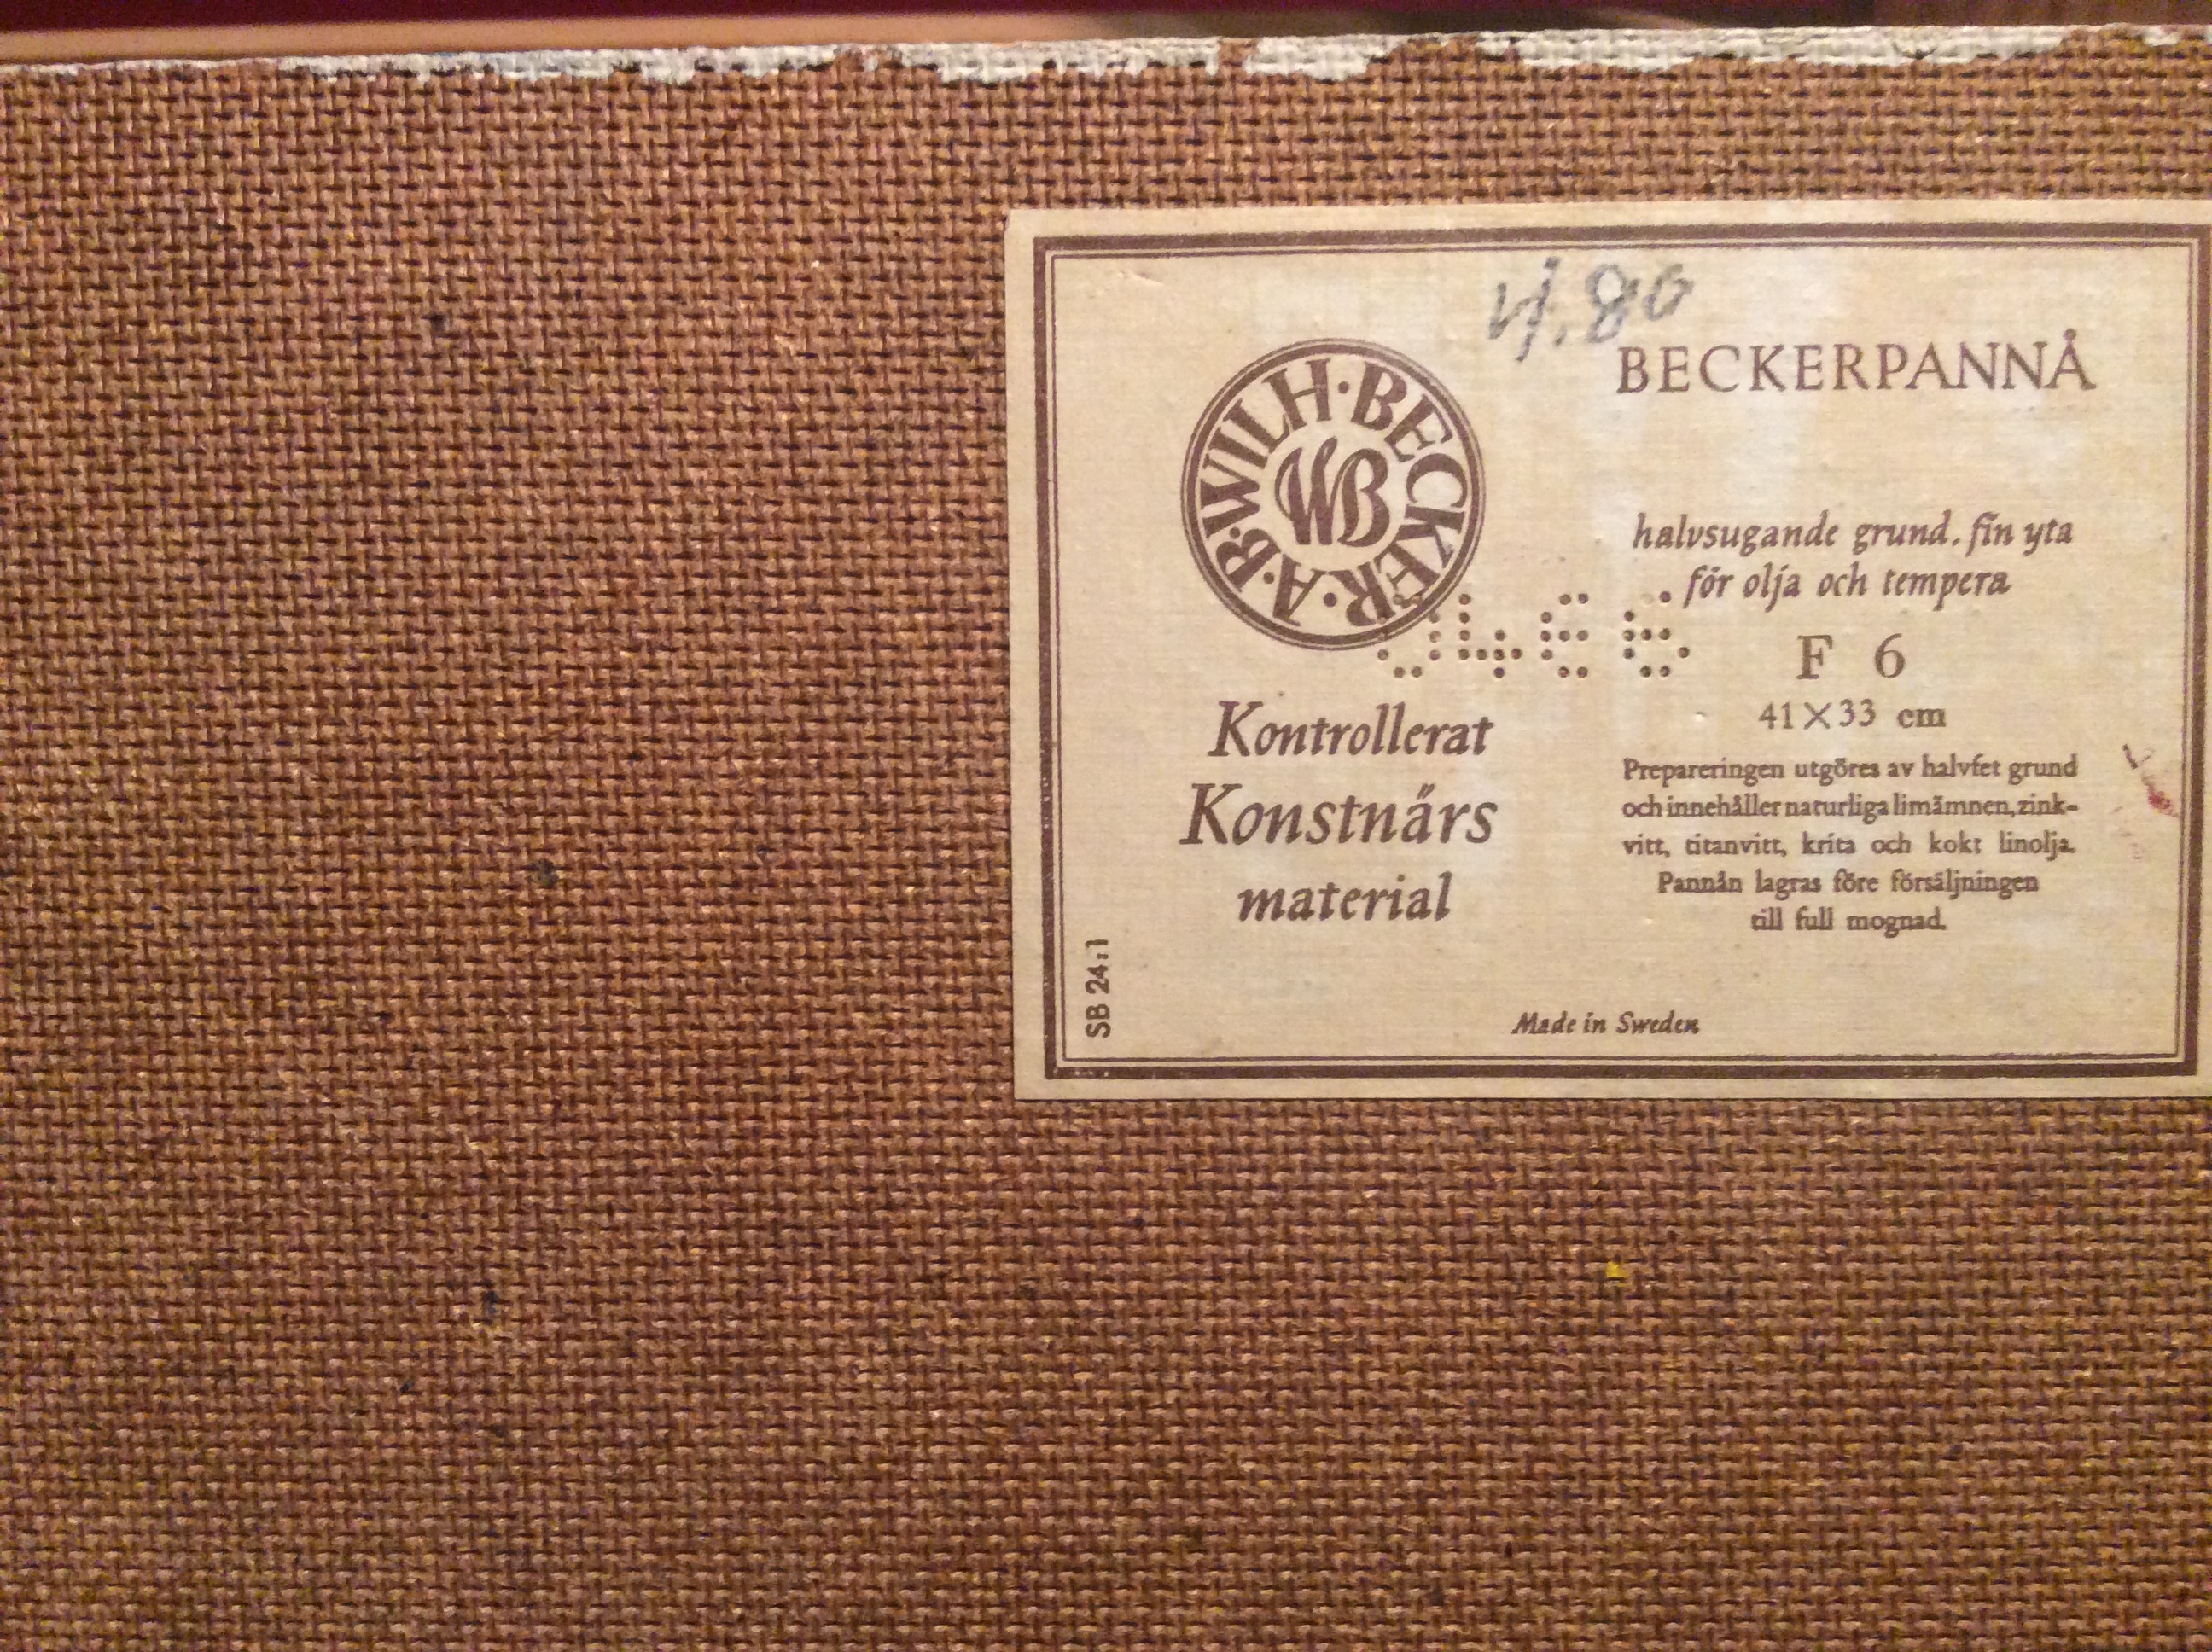 4.80
A·B·WILH·BECKER·
WB
BECKERPANNÅ
halvsugande grund. fin yta
för olja och tempera
F 6
41×33 cm
Prepareringen utgöres av halvfet grund
och innehåller naturliga limämnen, zink-
vitt, titanvitt, krita och kokt linolja.
Pannån lagras före försäljningen
till full mognad.
Kontrollerat
Konstnärs
material
SB 24:1
Made in Sweden